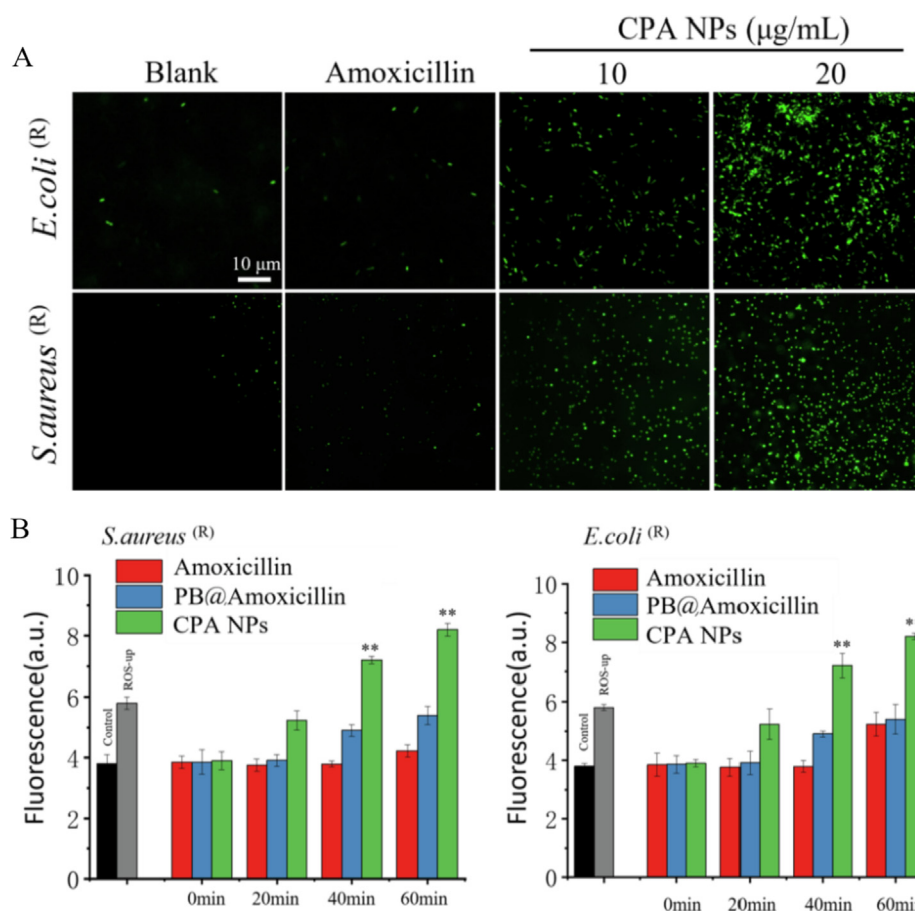 A
CPA NPs (μg/mL)
Blank Amoxicillin 10 20
E.coli (R)
10 μm
S.aureus (R)
B
S.aureus (R)
Amoxicillin
PB@Amoxicillin
CPA NPs
Fluorescence(a.u.)
10
8
6
4
2
0
Control
ROS-up
**
**
0min 20min 40min 60min
E.coli (R)
Amoxicillin
PB@Amoxicillin
CPA NPs
Fluorescence(a.u.)
10
8
6
4
2
0
Control
ROS-up
**
*
0min 20min 40min 60min